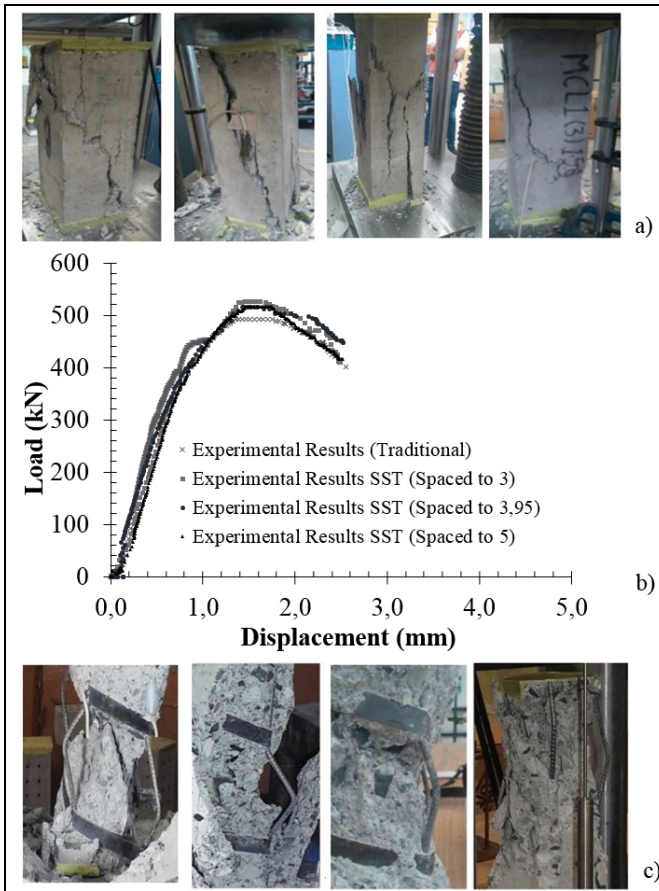 MCL1(3)F3
a)
600
500
400
300
200
100
0
Load (kN)
× Experimental Results (Traditional)
▪ Experimental Results SST (Spaced to 3)
• Experimental Results SST (Spaced to 3,95)
▴ Experimental Results SST (Spaced to 5)
0,0 1,0 2,0 3,0 4,0 5,0
Displacement (mm)
b)
c)